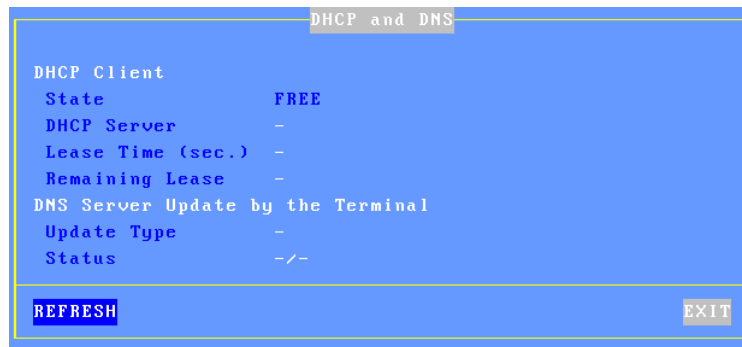 DHCP and DNS
DHCP Client
State FREE
DHCP Server -
Lease Time (sec.) -
Remaining Lease -
DNS Server Update by the Terminal
Update Type -
Status -/-
REFRESH EXIT